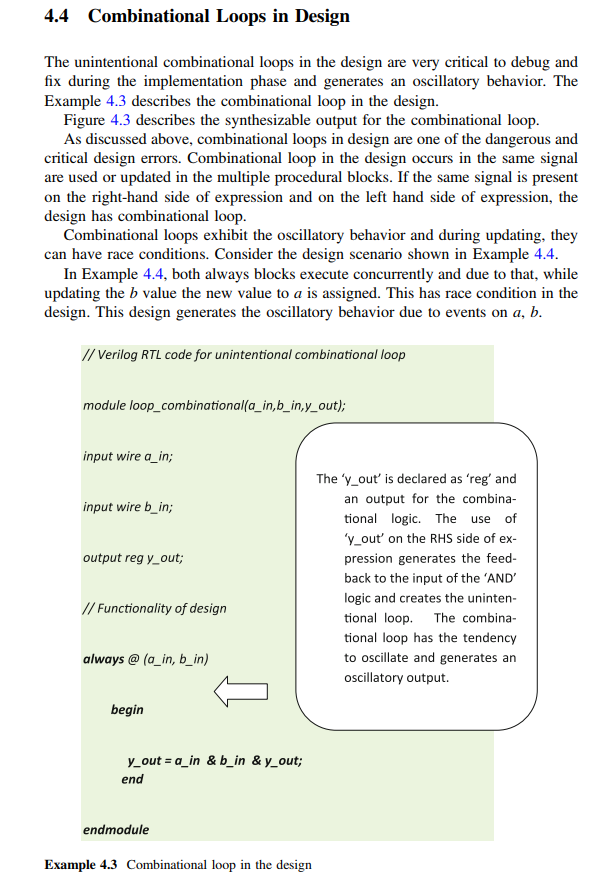 4.4 Combinational Loops in Design
The unintentional combinational loops in the design are very critical to debug and
fix during the implementation phase and generates an oscillatory behavior. The
Example 4.3 describes the combinational loop in the design.
Figure 4.3 describes the synthesizable output for the combinational loop.
As discussed above, combinational loops in design are one of the dangerous and
critical design errors. Combinational loop in the design occurs in the same signal
are used or updated in the multiple procedural blocks. If the same signal is present
on the right-hand side of expression and on the left hand side of expression, the
design has combinational loop.
Combinational loops exhibit the oscillatory behavior and during updating, they
can have race conditions. Consider the design scenario shown in Example 4.4.
In Example 4.4, both always blocks execute concurrently and due to that, while
updating the b value the new value to a is assigned. This has race condition in the
design. This design generates the oscillatory behavior due to events on a, b.
// Verilog RTL code for unintentional combinational loop
module loop_combinational(a_in,b_in,y_out);
input wire a_in;
input wire b_in;
output reg y_out;
// Functionality of design
always @ (a_in, b_in)
begin
y_out = a_in & b_in & y_out;
end
endmodule
The 'y_out' is declared as 'reg' and
an output for the combina-
tional logic. The use of
'y_out' on the RHS side of ex-
pression generates the feed-
back to the input of the 'AND'
logic and creates the uninten-
tional loop. The combina-
tional loop has the tendency
to oscillate and generates an
oscillatory output.
Example 4.3 Combinational loop in the design